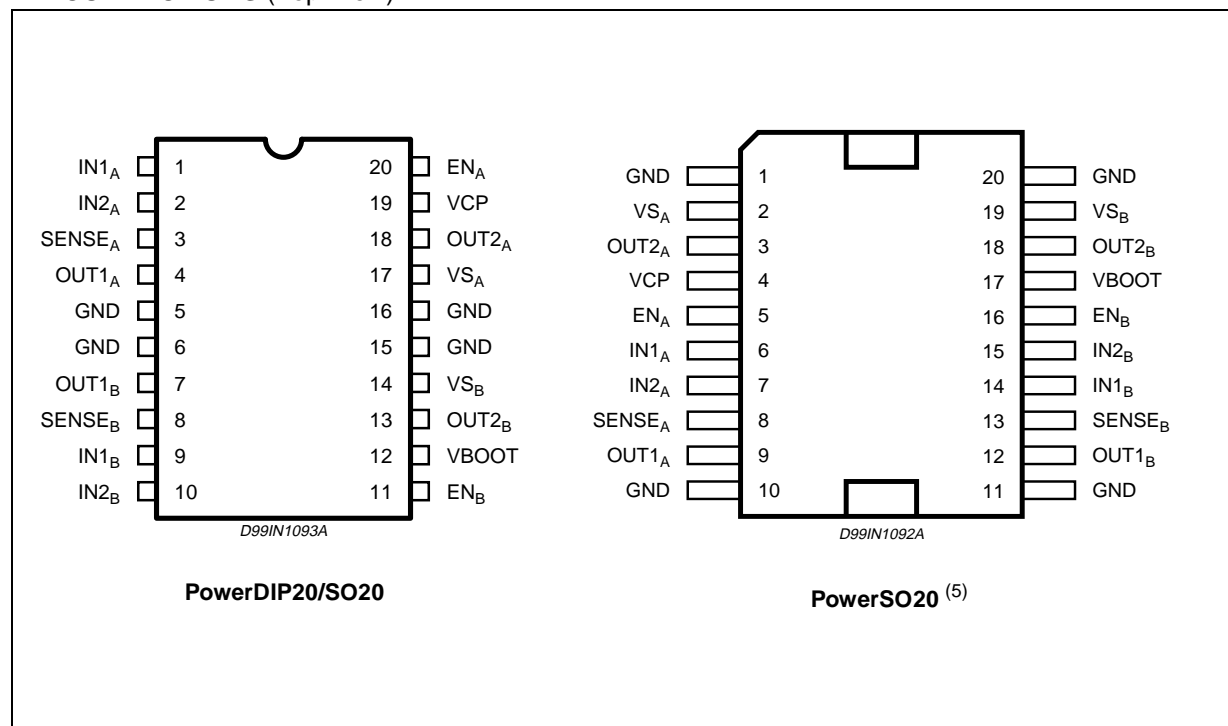 IN1A 1 20 ENA
IN2A 2 19 VCP
SENSEA 3 18 OUT2A
OUT1A 4 17 VSA
GND 5 16 GND
GND 6 15 GND
OUT1B 7 14 VSB
SENSEB 8 13 OUT2B
IN1B 9 12 VBOOT
IN2B 10 11 ENB
D99IN1093A
PowerDIP20/SO20
GND 1 20 GND
VSA 2 19 VSB
OUT2A 3 18 OUT2B
VCP 4 17 VBOOT
ENA 5 16 ENB
IN1A 6 15 IN2B
IN2A 7 14 IN1B
SENSEA 8 13 SENSEB
OUT1A 9 12 OUT1B
GND 10 11 GND
D99IN1092A
PowerSO20 (5)